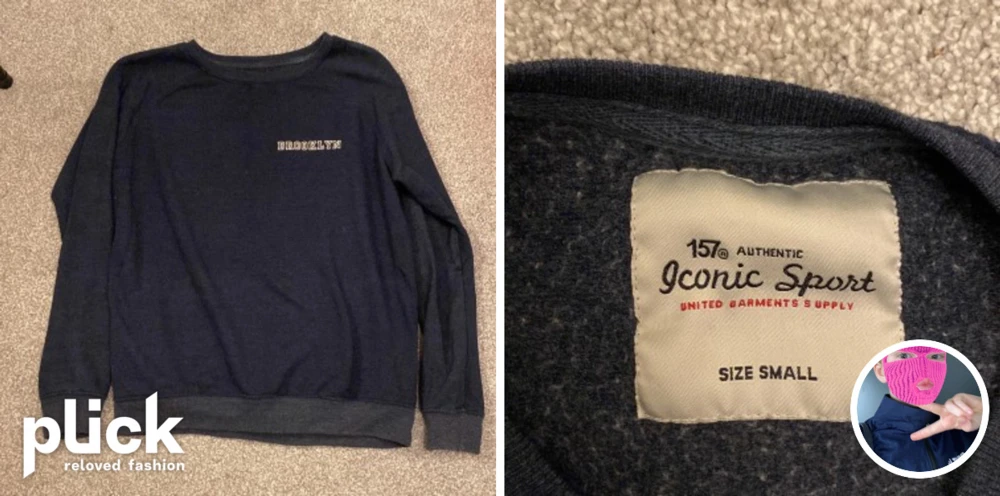 BROOKLYN
plick
reloved fashion
157® AUTHENTIC
Iconic Sport
UNITED GARMENTS SUPPLY
SIZE SMALL